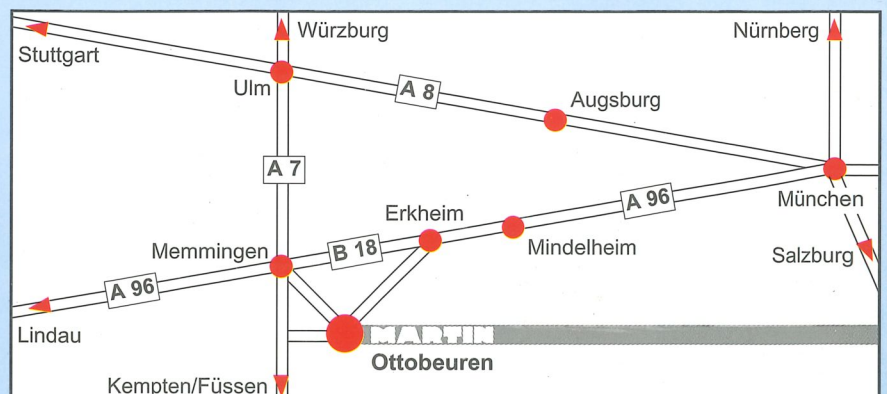 Würzburg
Nürnberg
Stuttgart
Ulm
A 8
Augsburg
A 7
München
A 96
Erkheim
Mindelheim
Memmingen
B 18
Salzburg
A 96
Lindau
MARTIN
Ottobeuren
Kempten/Füssen